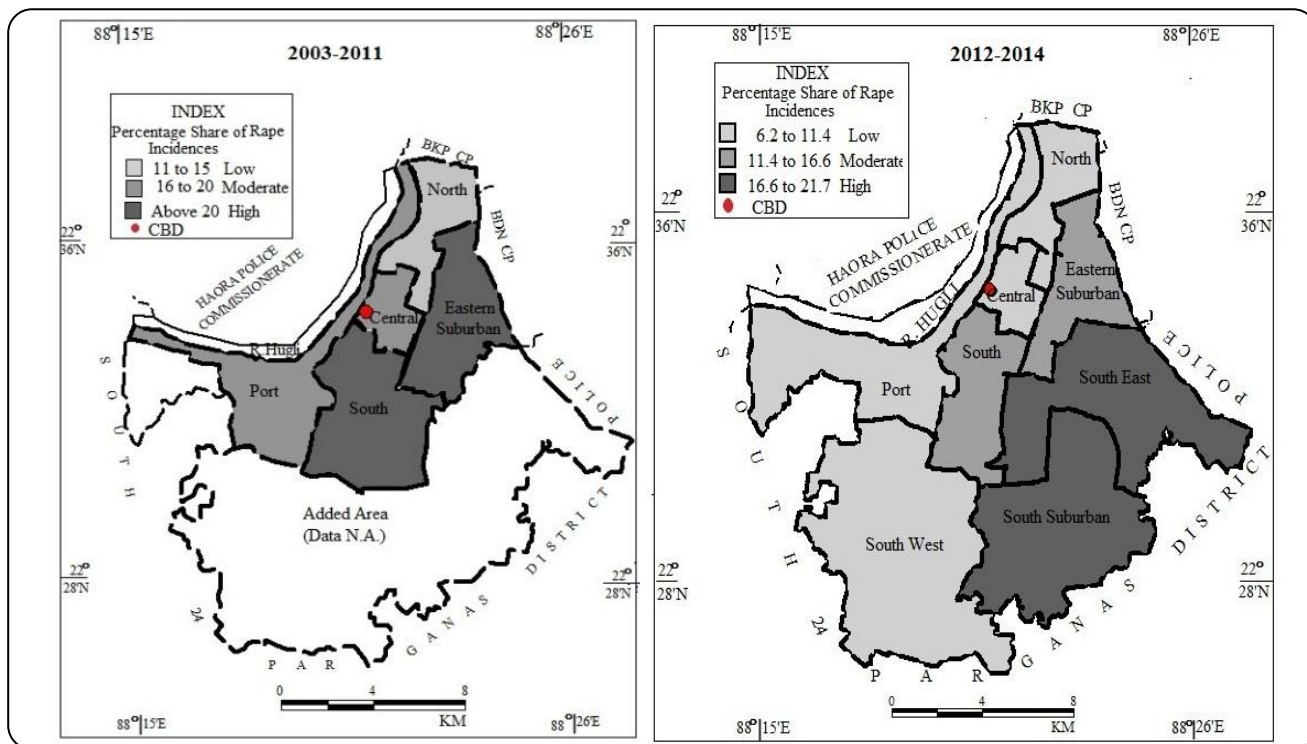 88°15'E
88°26'E
2003-2011
INDEX
Percentage Share of Rape
Incidences
11 to 15 Low
16 to 20 Moderate
Above 20 High
CBD
BKP CP
North
BDN CP
22°
36'N
22°
36'N
HAORA POLICE
COMMISSIONERATE
Eastern
Suburban
Central
R.Hugli
Port
South
POLICE
SOUTH
Added Area
(Data N.A.)
DISTRICT
22°
28'N
22°
28'N
24
PAR
GANAS
0 4 8
KM
88°15'E
88°26'E
88°15'E
88°26'E
2012-2014
INDEX
Percentage Share of Rape
Incidences
6.2 to 11.4 Low
11.4 to 16.6 Moderate
16.6 to 21.7 High
CBD
BKP CP
North
BDN CP
22°
36'N
22°
36'N
HAORA POLICE
COMMISSIONERATE
R. HUGLI
Eastern
Suburban
Central
South
South East
Port
POLICE
SOUTH
South Suburban
South West
DISTRICT
22°
28'N
22°
28'N
24
PAR
GANAS
0 4 8
KM
88°15'E
88°26'E